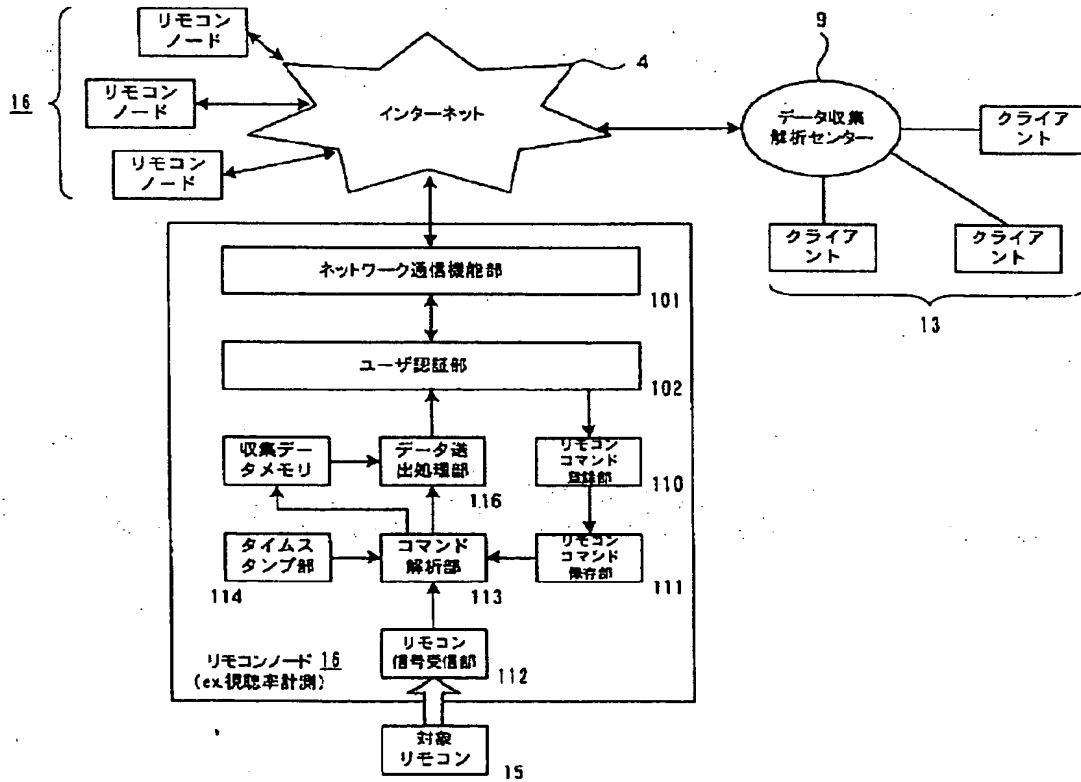 リモコン
ノード
リモコン
ノード
リモコン
ノード
16
インターネット
4
9
データ収集
解析センター
クライア
ント
クライア
ント
クライア
ント
13
ネットワーク通信機能部
101
ユーザ認証部
102
収集デー
タメモリ
データ送
出処理部
116
リモコン
コマンド
登録部
110
タイムス
タンプ部
114
コマンド
解析部
113
リモコン
コマンド
保存部
111
リモコン
信号受信部
112
リモコンノード 16
(ex.視聴率計測)
対象
リモコン
15